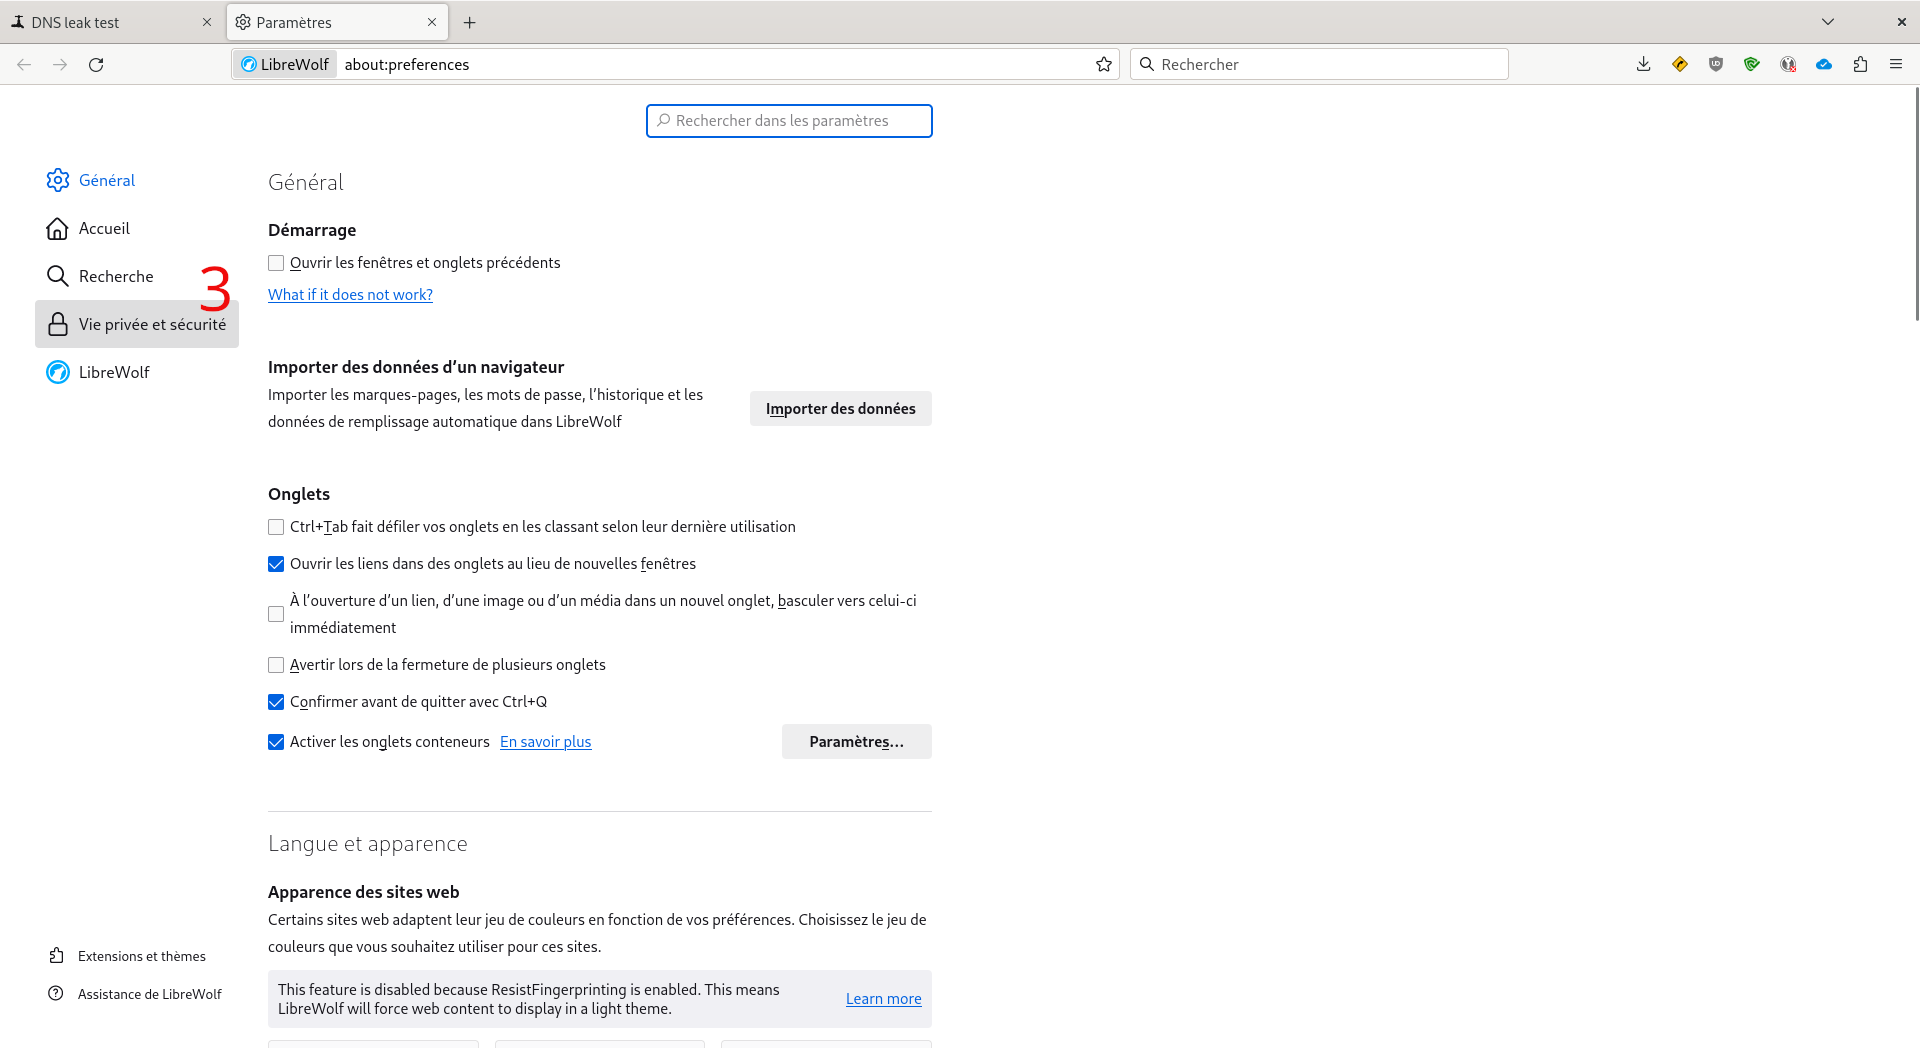 DNS leak test
Paramètres
LibreWolf
about:preferences
Rechercher
Rechercher dans les paramètres
Général
Accueil
Recherche
3
Vie privée et sécurité
LibreWolf
Extensions et thèmes
Assistance de LibreWolf
Général
Démarrage
Ouvrir les fenêtres et onglets précédents
What if it does not work?
Importer des données d’un navigateur
Importer les marques-pages, les mots de passe, l’historique et les
données de remplissage automatique dans LibreWolf
Importer des données
Onglets
Ctrl+Tab fait défiler vos onglets en les classant selon leur dernière utilisation
Ouvrir les liens dans des onglets au lieu de nouvelles fenêtres
À l’ouverture d’un lien, d’une image ou d’un média dans un nouvel onglet, basculer vers celui-ci
immédiatement
Avertir lors de la fermeture de plusieurs onglets
Confirmer avant de quitter avec Ctrl+Q
Activer les onglets conteneurs En savoir plus
Paramètres…
Langue et apparence
Apparence des sites web
Certains sites web adaptent leur jeu de couleurs en fonction de vos préférences. Choisissez le jeu de
couleurs que vous souhaitez utiliser pour ces sites.
This feature is disabled because ResistFingerprinting is enabled. This means
LibreWolf will force web content to display in a light theme.
Learn more